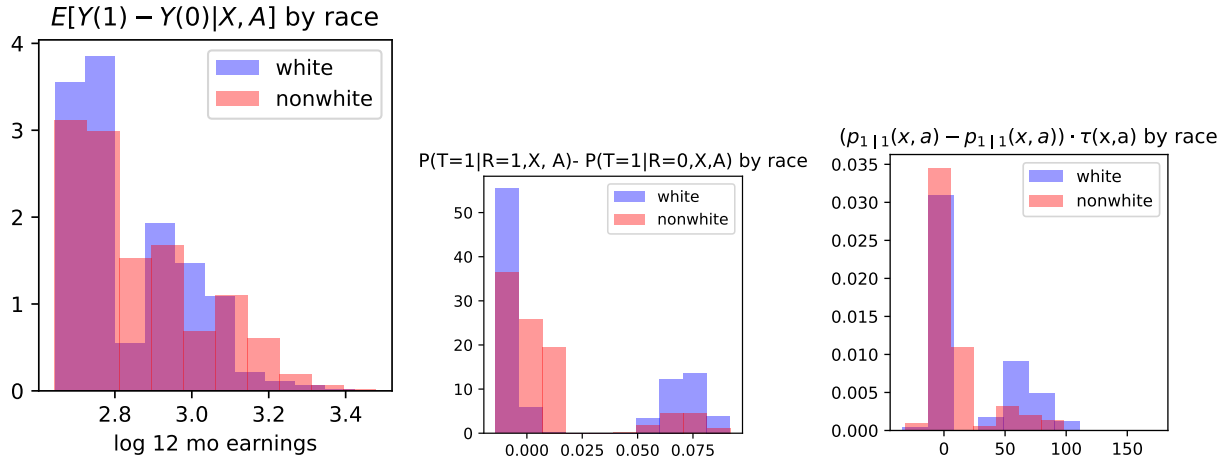 E[Y(1) − Y(0)|X, A] by race
4
3
2
1
0
white
nonwhite
2.8 3.0 3.2 3.4
log 12 mo earnings
P(T=1|R=1,X, A)- P(T=1|R=0,X,A) by race
50
40
30
20
10
0
white
nonwhite
0.000 0.025 0.050 0.075
(p₁|₁(x, a) − p₁|₁(x, a)) · τ(x,a) by race
0.035
0.030
0.025
0.020
0.015
0.010
0.005
0.000
white
nonwhite
0 50 100 150